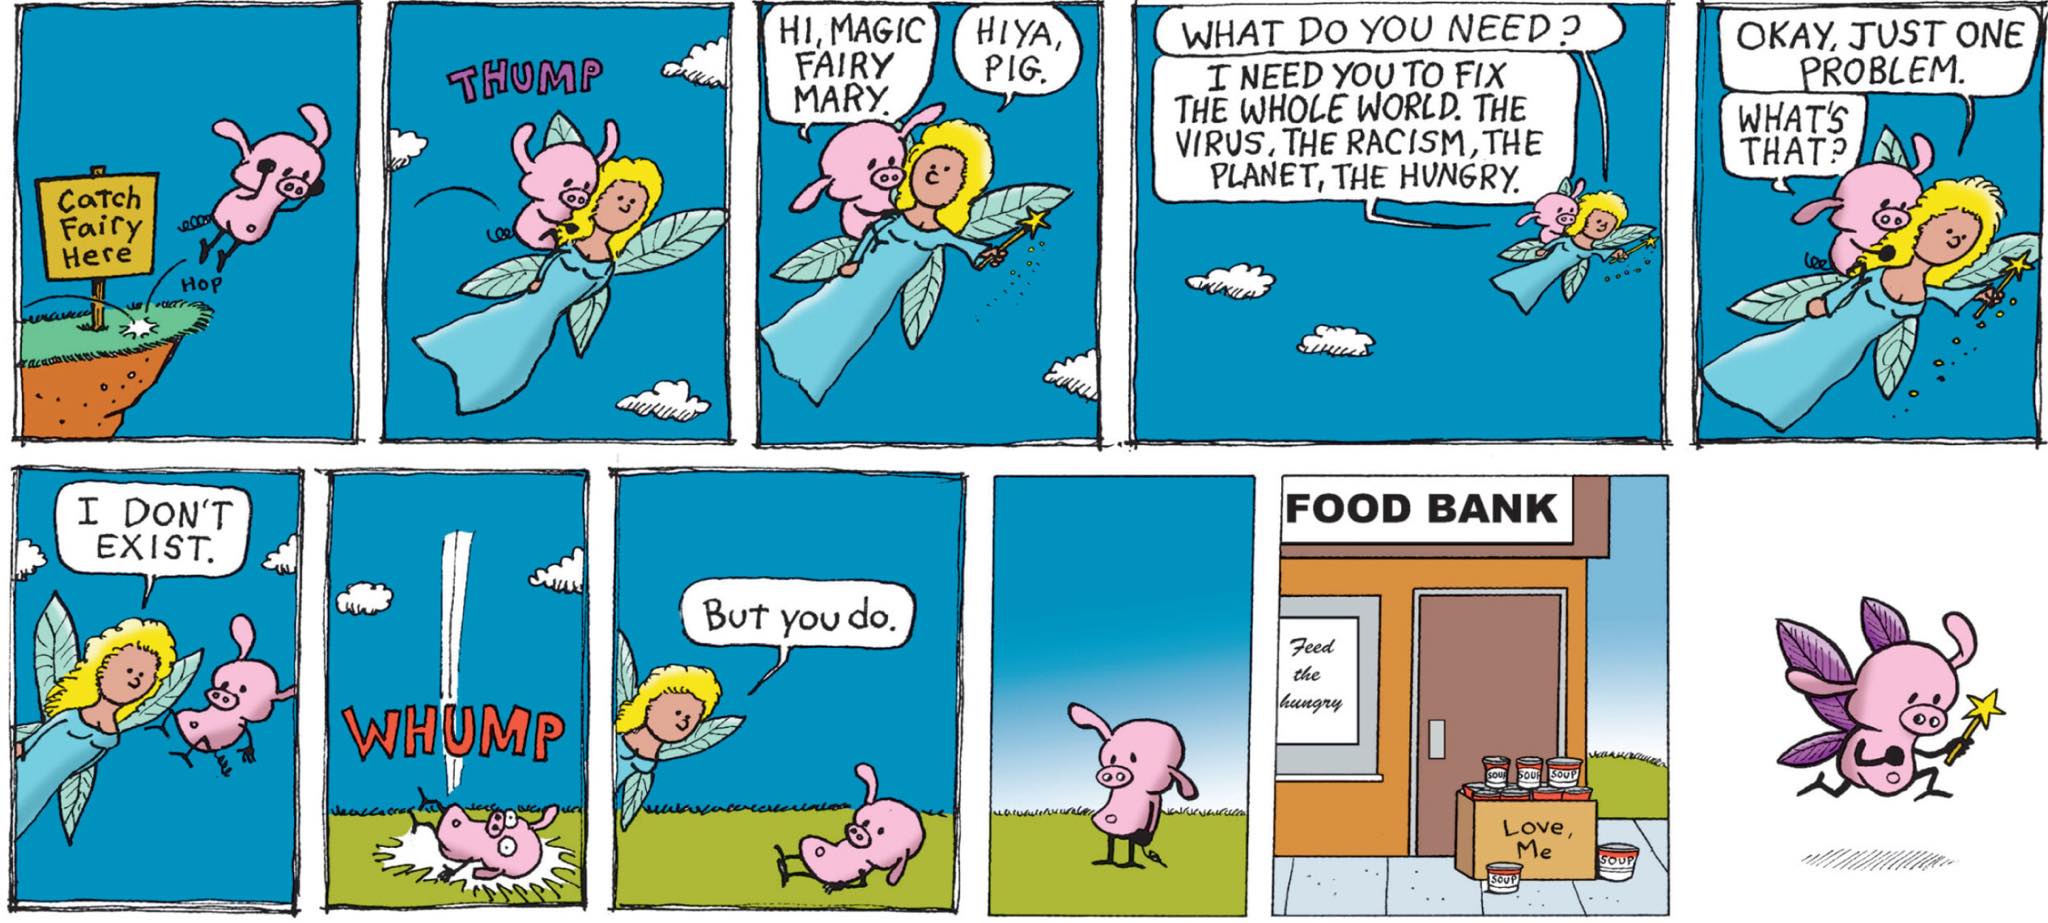 Catch
Fairy
Here
HOP
THUMP
HI, MAGIC
FAIRY
MARY.
HIYA,
PIG.
WHAT DO YOU NEED?
I NEED YOU TO FIX
THE WHOLE WORLD. THE
VIRUS, THE RACISM, THE
PLANET, THE HUNGRY.
OKAY, JUST ONE
PROBLEM.
WHAT'S
THAT?
I DON'T
EXIST.
WHUMP
But you do.
FOOD BANK
Feed
the
hungry
SOUP SOUP SOUP
Love,
Me
SOUP
SOUP